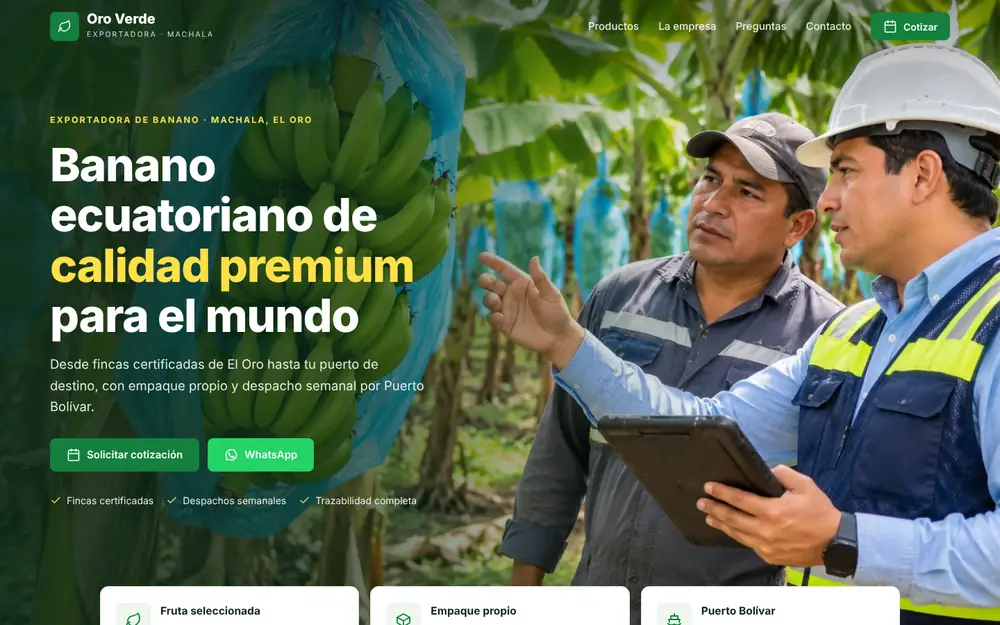 Oro Verde
EXPORTADORA · MACHALA
Productos
La empresa
Preguntas
Contacto
Cotizar
EXPORTADORA DE BANANO · MACHALA, EL ORO
Banano
ecuatoriano de
calidad premium
para el mundo
Desde fincas certificadas de El Oro hasta tu puerto de
destino, con empaque propio y despacho semanal por Puerto
Bolívar.
Solicitar cotización
WhatsApp
Fincas certificadas
Despachos semanales
Trazabilidad completa
Fruta seleccionada
Empaque propio
Puerto Bolívar